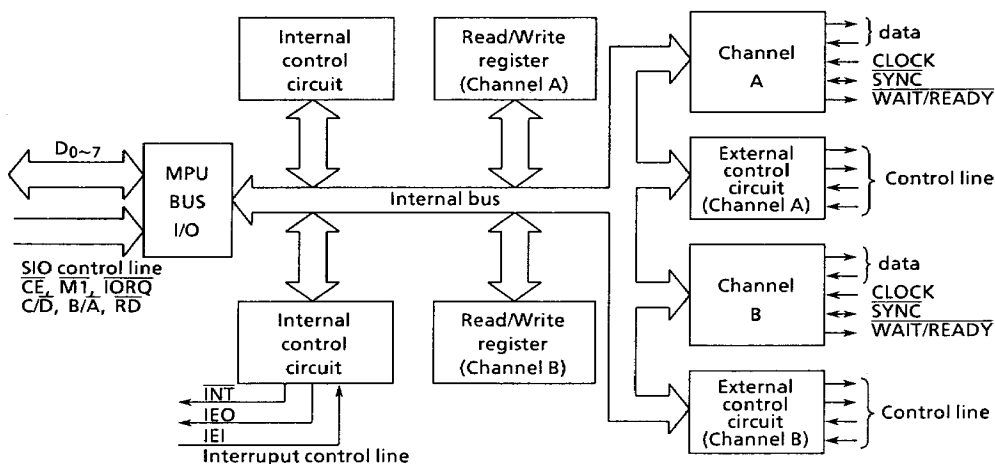 Internal
control
circuit
Read/Write
register
(Channel A)
Channel
A
data
CLOCK
SYNC
WAIT/READY
D0~7
MPU
BUS
I/O
Internal bus
External
control
circuit
(Channel A)
Control line
SIO control line
CE, M1, IORQ
C/D, B/A, RD
Internal
control
circuit
Read/Write
register
(Channel B)
Channel
B
data
CLOCK
SYNC
WAIT/READY
INT
IEO
IEI
Interruput control line
External
control
circuit
(Channel B)
Control line